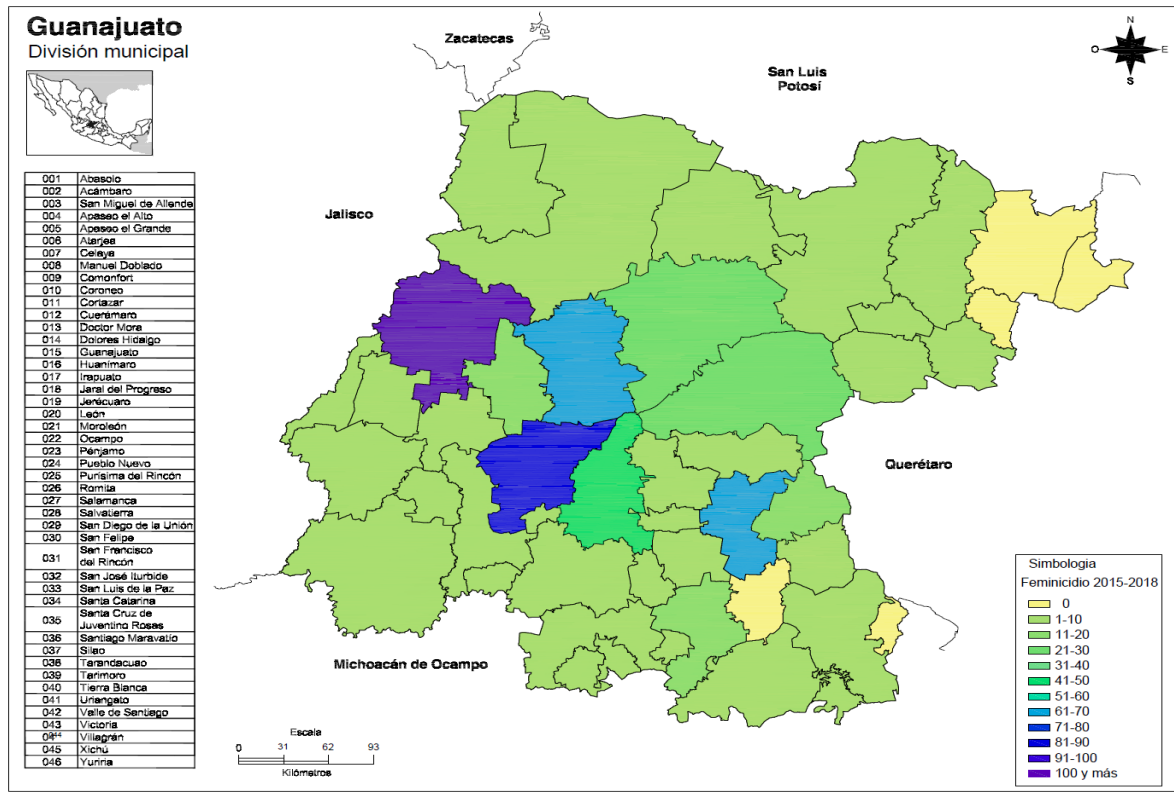 Guanajuato
División municipal
Zacatecas
San Luis
Potosí
N
O
E
S
Jalisco
Querétaro
Michoacán de Ocampo
001 Abasolo
002 Acámbaro
003 San Miguel de Allende
004 Apaseo el Alto
005 Apaseo el Grande
006 Atarjea
007 Celaya
008 Manuel Doblado
009 Comonfort
010 Coroneo
011 Cortazar
012 Cuerámaro
013 Doctor Mora
014 Dolores Hidalgo
015 Guanajuato
016 Huanímaro
017 Irapuato
018 Jaral del Progreso
019 Jerécuaro
020 León
021 Moroleón
022 Ocampo
023 Pénjamo
024 Pueblo Nuevo
025 Purísima del Rincón
026 Romita
027 Salamanca
028 Salvatierra
029 San Diego de la Unión
030 San Felipe
031 San Francisco
del Rincón
032 San José Iturbide
033 San Luis de la Paz
034 Santa Catarina
035 Santa Cruz de
Juventino Rosas
036 Santiago Maravatío
037 Silao
038 Tarandacuao
039 Tarimoro
040 Tierra Blanca
041 Uriangato
042 Valle de Santiago
043 Victoria
Villagrán
045 Xichú
046 Yuriria
Escala
0 31 62 93
Kilómetros
Simbologia
Feminicidio 2015-2018
0
1-10
11-20
21-30
31-40
41-50
51-60
61-70
71-80
81-90
91-100
100 y más